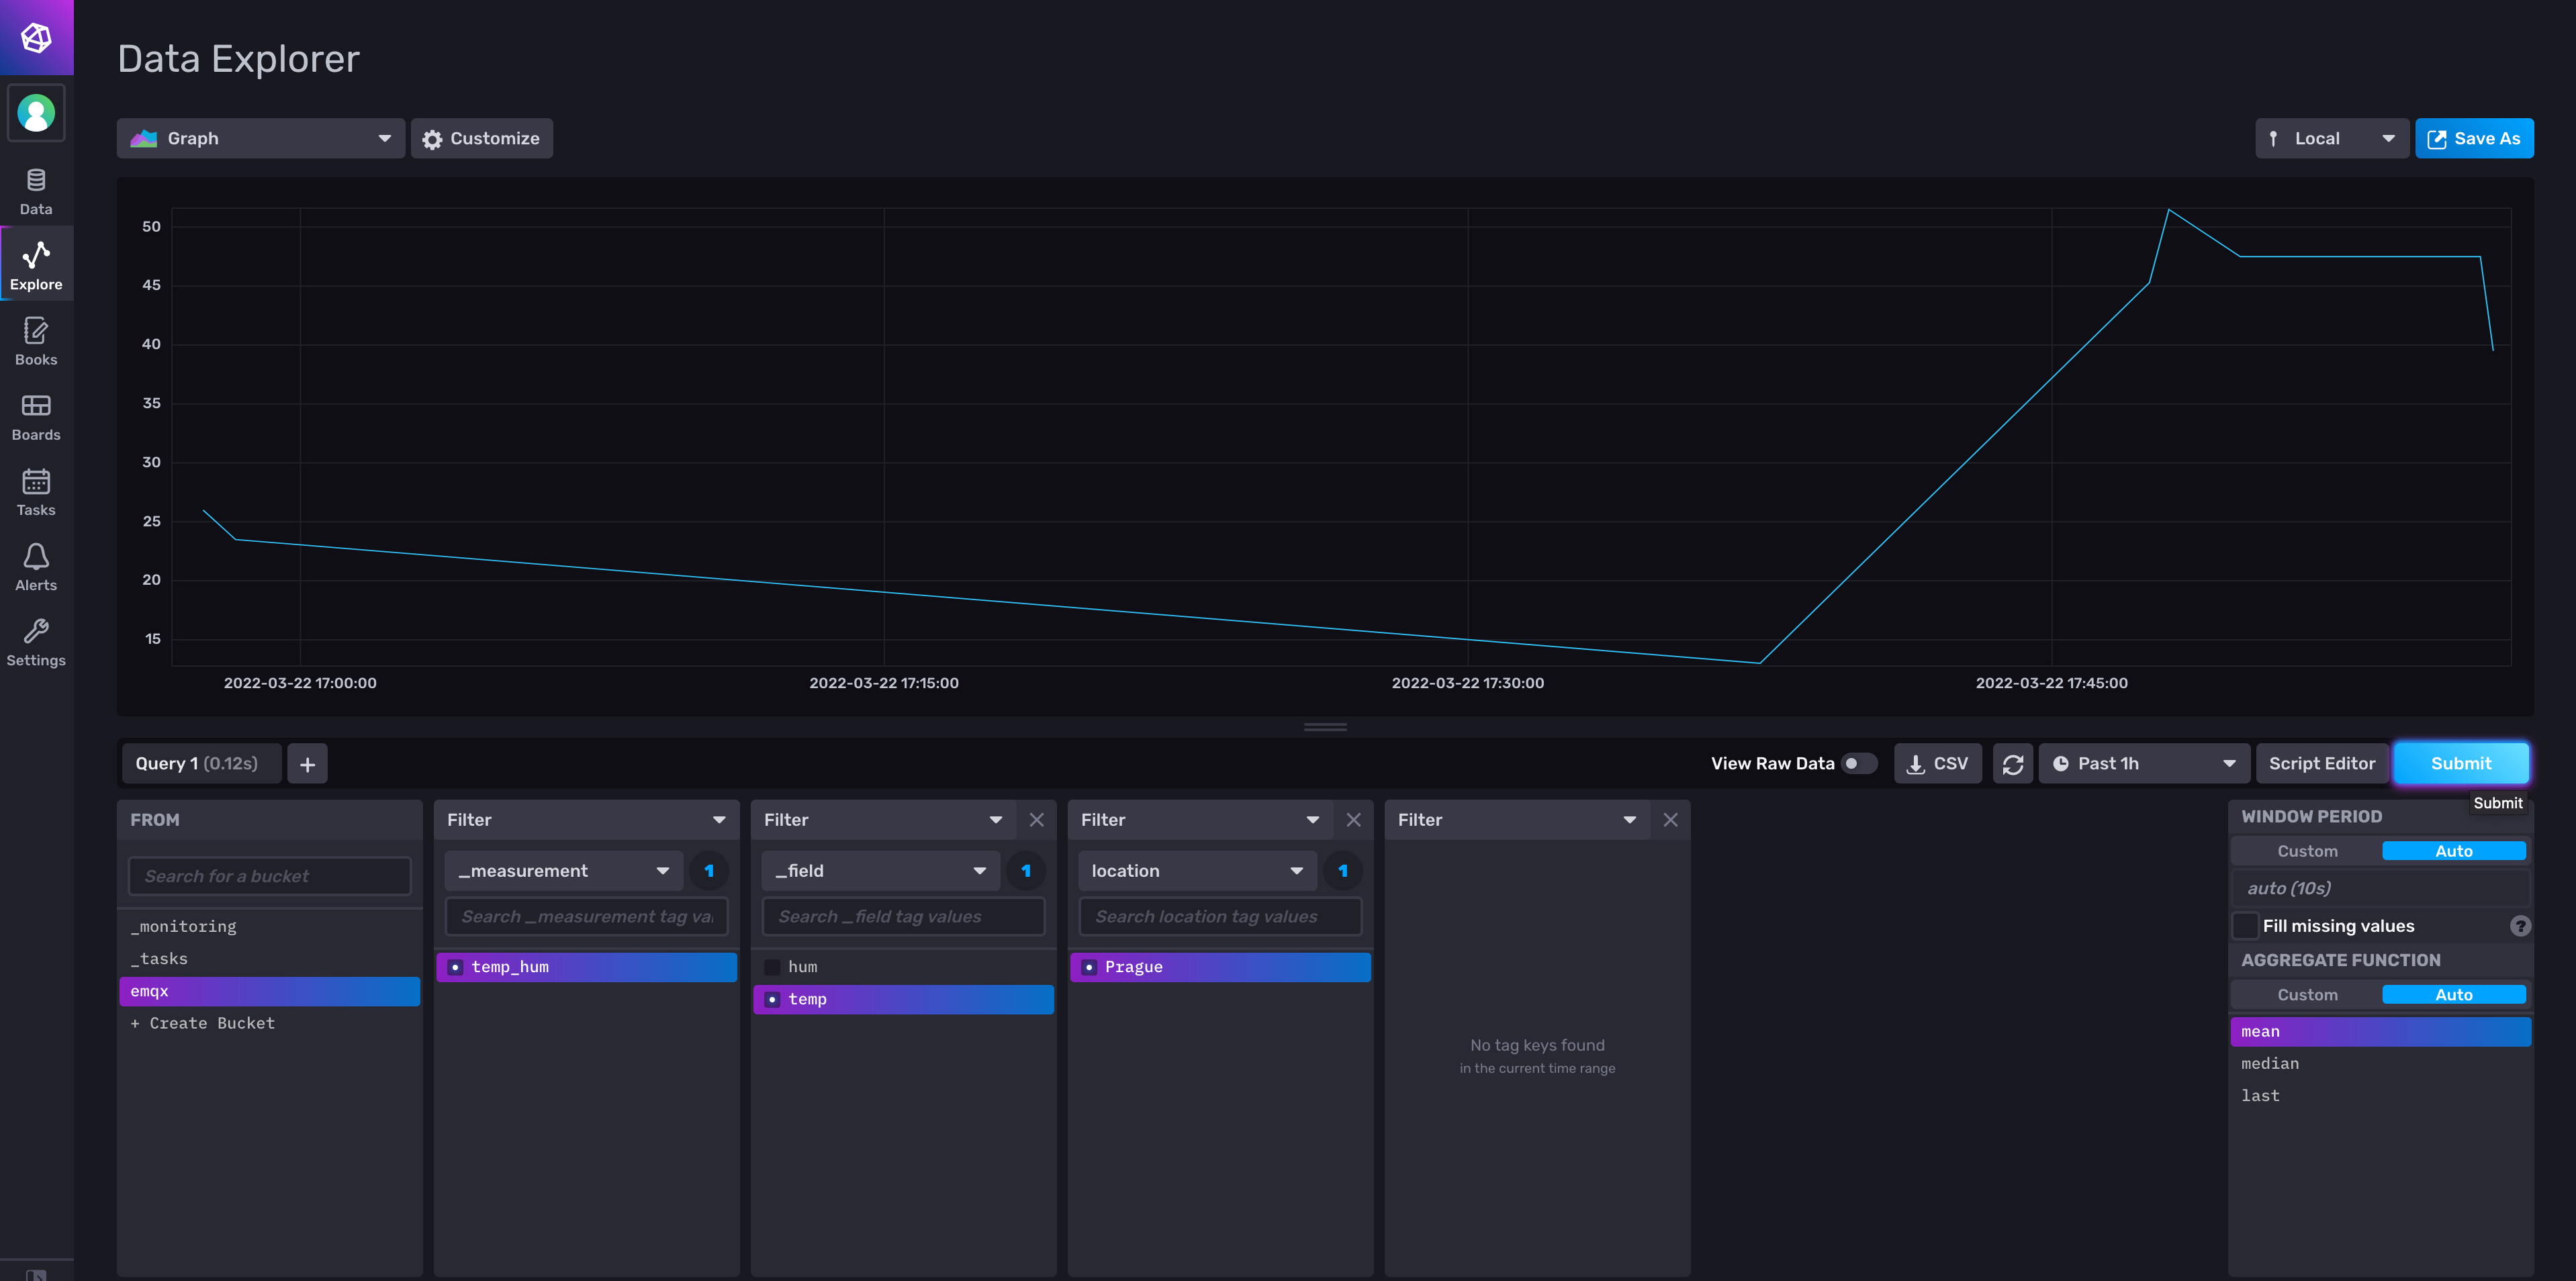 Data Explorer
Graph
Customize
Local
Save As
Data
Explore
Books
Boards
Tasks
Alerts
Settings
50
45
40
35
30
25
20
15
2022-03-22 17:00:00
2022-03-22 17:15:00
2022-03-22 17:30:00
2022-03-22 17:45:00
Query 1 (0.12s)
+
View Raw Data
CSV
Past 1h
Script Editor
Submit
Submit
FROM
Search for a bucket
_monitoring
_tasks
emqx
+ Create Bucket
Filter
_measurement
1
Search _measurement tag va
temp_hum
Filter
_field
1
Search _field tag values
hum
temp
Filter
location
1
Search location tag values
Prague
Filter
No tag keys found
in the current time range
WINDOW PERIOD
Custom
Auto
auto (10s)
Fill missing values
?
AGGREGATE FUNCTION
Custom
Auto
mean
median
last